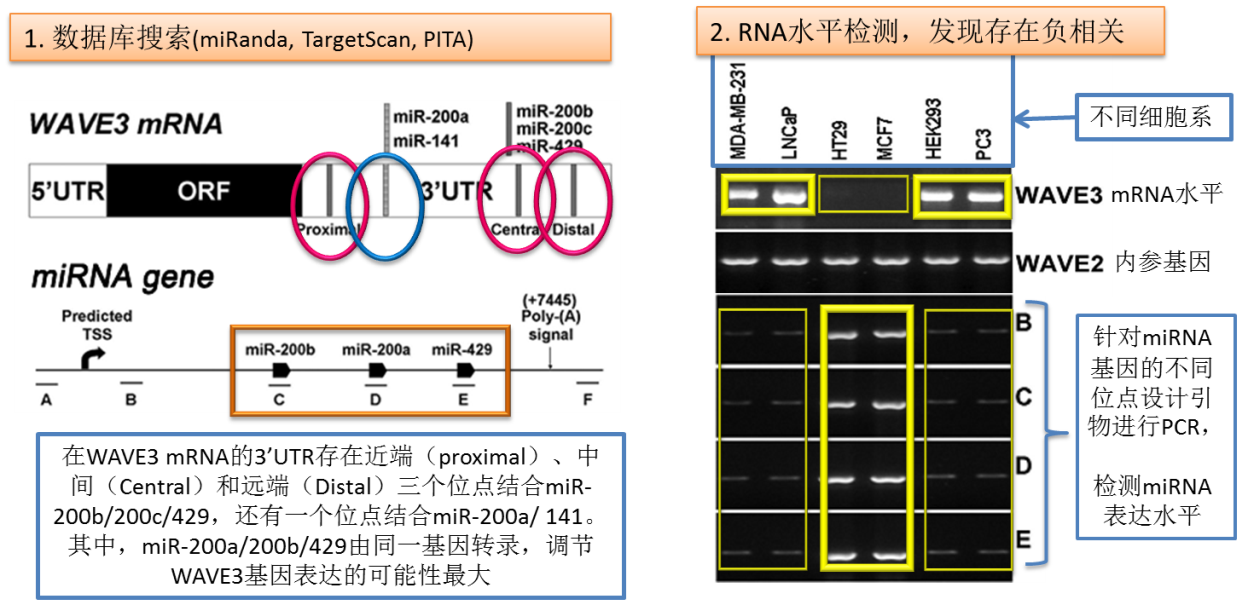 1. 数据库搜索(miRanda, TargetScan, PITA)
WAVE3 mRNA
miR-200a
miR-141
miR-200b
miR-200c
miR-429
5’UTR
ORF
3’UTR
Proximal
Central
Distal
miRNA gene
Predicted
TSS
(+7445)
Poly-(A)
signal
miR-200b
miR-200a
miR-429
A
B
C
D
E
F
在WAVE3 mRNA的3’UTR存在近端（proximal）、中
间（Central）和远端（Distal）三个位点结合miR-
200b/200c/429，还有一个位点结合miR-200a/ 141。
其中，miR-200a/200b/429由同一基因转录，调节
WAVE3基因表达的可能性最大
2. RNA水平检测，发现存在负相关
MDA-MB-231
LNCaP
HT29
MCF7
HEK293
PC3
不同细胞系
WAVE3 mRNA水平
WAVE2 内参基因
B
C
D
E
针对miRNA
基因的不同
位点设计引
物进行PCR，
检测miRNA
表达水平